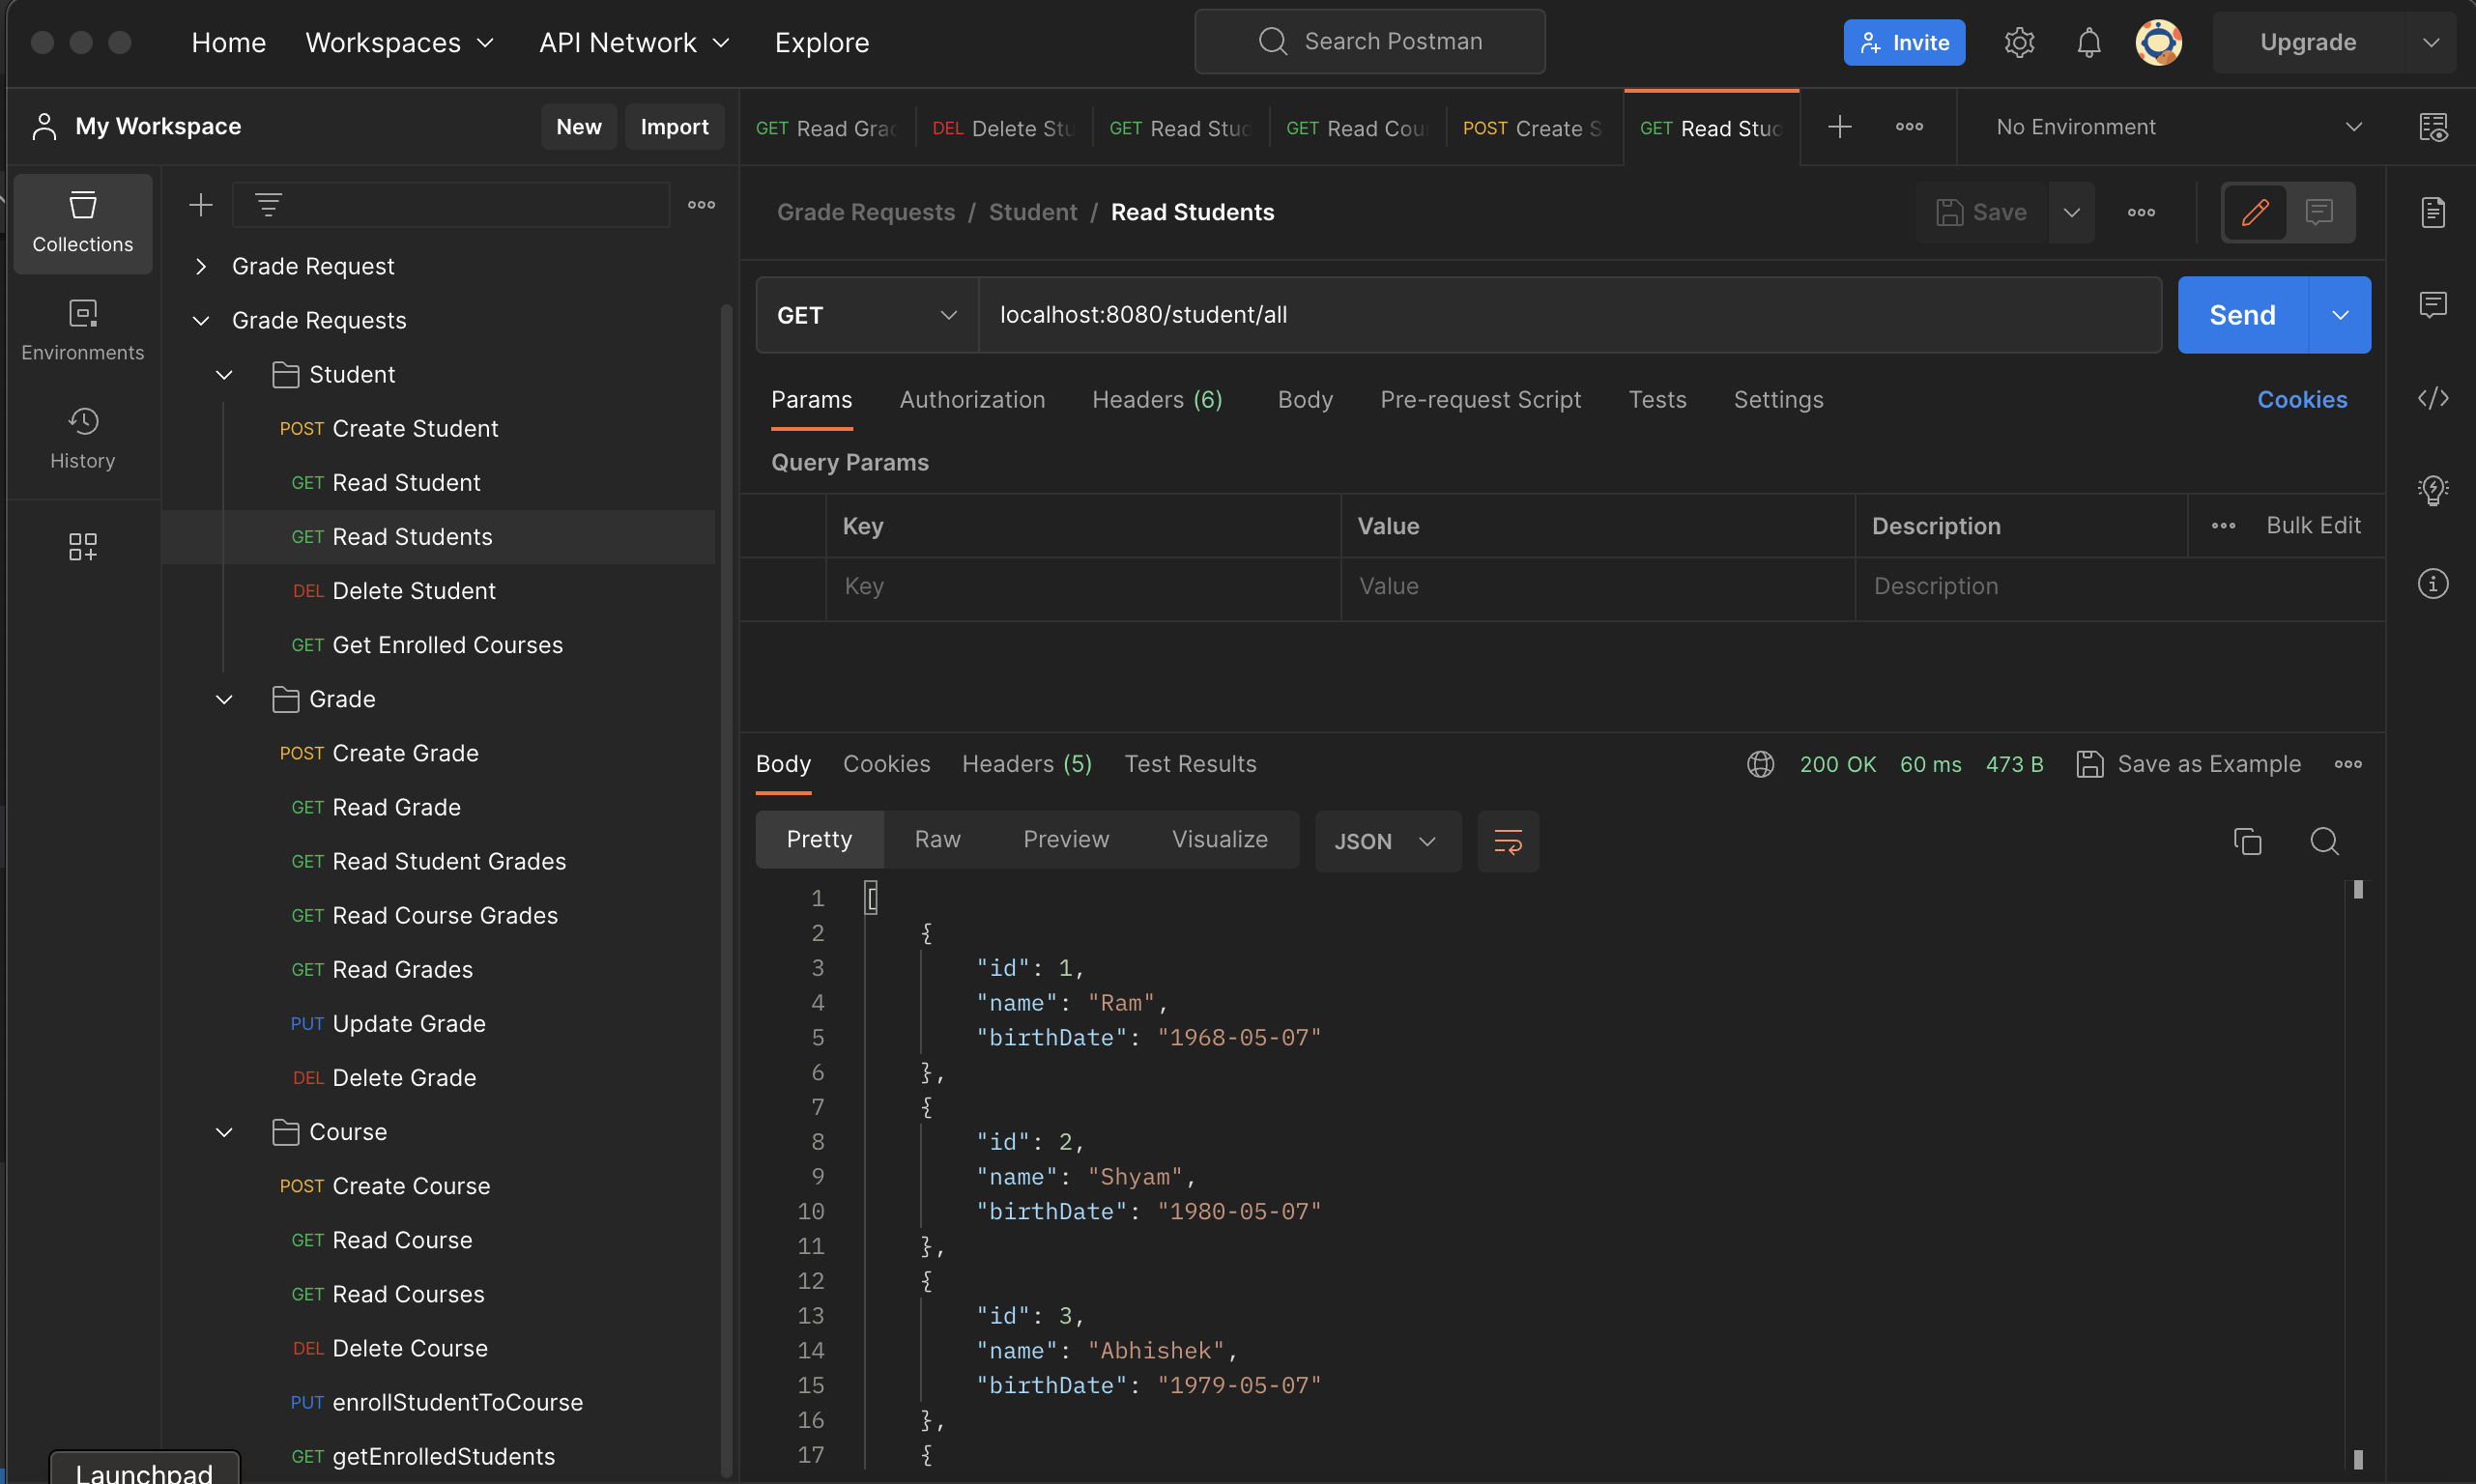 Home Workspaces API Network Explore Search Postman Invite Upgrade
My Workspace New Import
GET Read Grac DEL Delete Stu GET Read Stud GET Read Cou POST Create S GET Read Stud No Environment
Collections
Environments
History
Grade Request
Grade Requests
Student
POST Create Student
GET Read Student
GET Read Students
DEL Delete Student
GET Get Enrolled Courses
Grade
POST Create Grade
GET Read Grade
GET Read Student Grades
GET Read Course Grades
GET Read Grades
PUT Update Grade
DEL Delete Grade
Course
POST Create Course
GET Read Course
GET Read Courses
DEL Delete Course
PUT enrollStudentToCourse
GET getEnrolledStudents
Launchpad
Grade Requests / Student / Read Students Save
GET localhost:8080/student/all Send
Params Authorization Headers (6) Body Pre-request Script Tests Settings Cookies
Query Params
Key Value Description Bulk Edit
Key Value Description
Body Cookies Headers (5) Test Results 200 OK 60 ms 473 B Save as Example
Pretty Raw Preview Visualize JSON
1 [
2 {
3 "id": 1,
4 "name": "Ram",
5 "birthDate": "1968-05-07"
6 },
7 {
8 "id": 2,
9 "name": "Shyam",
10 "birthDate": "1980-05-07"
11 },
12 {
13 "id": 3,
14 "name": "Abhishek",
15 "birthDate": "1979-05-07"
16 },
17 {